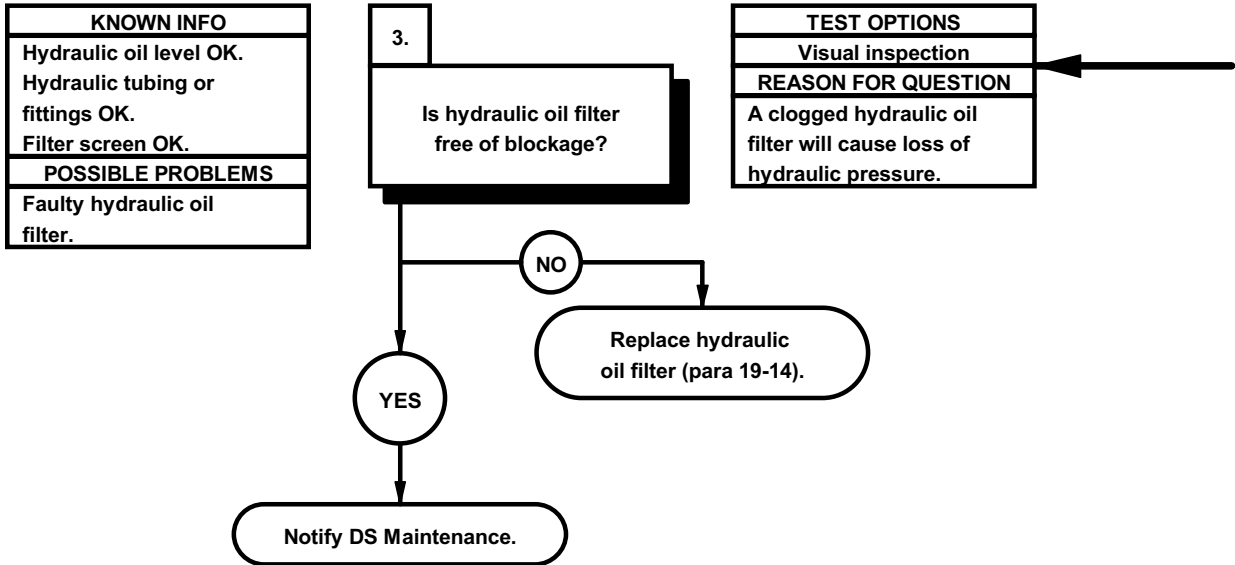 KNOWN INFO
Hydraulic oil level OK.
Hydraulic tubing or
fittings OK.
Filter screen OK.
POSSIBLE PROBLEMS
Faulty hydraulic oil
filter.
3.
Is hydraulic oil filter
free of blockage?
TEST OPTIONS
Visual inspection
REASON FOR QUESTION
A clogged hydraulic oil
filter will cause loss of
hydraulic pressure.
NO
Replace hydraulic
oil filter (para 19-14).
YES
Notify DS Maintenance.